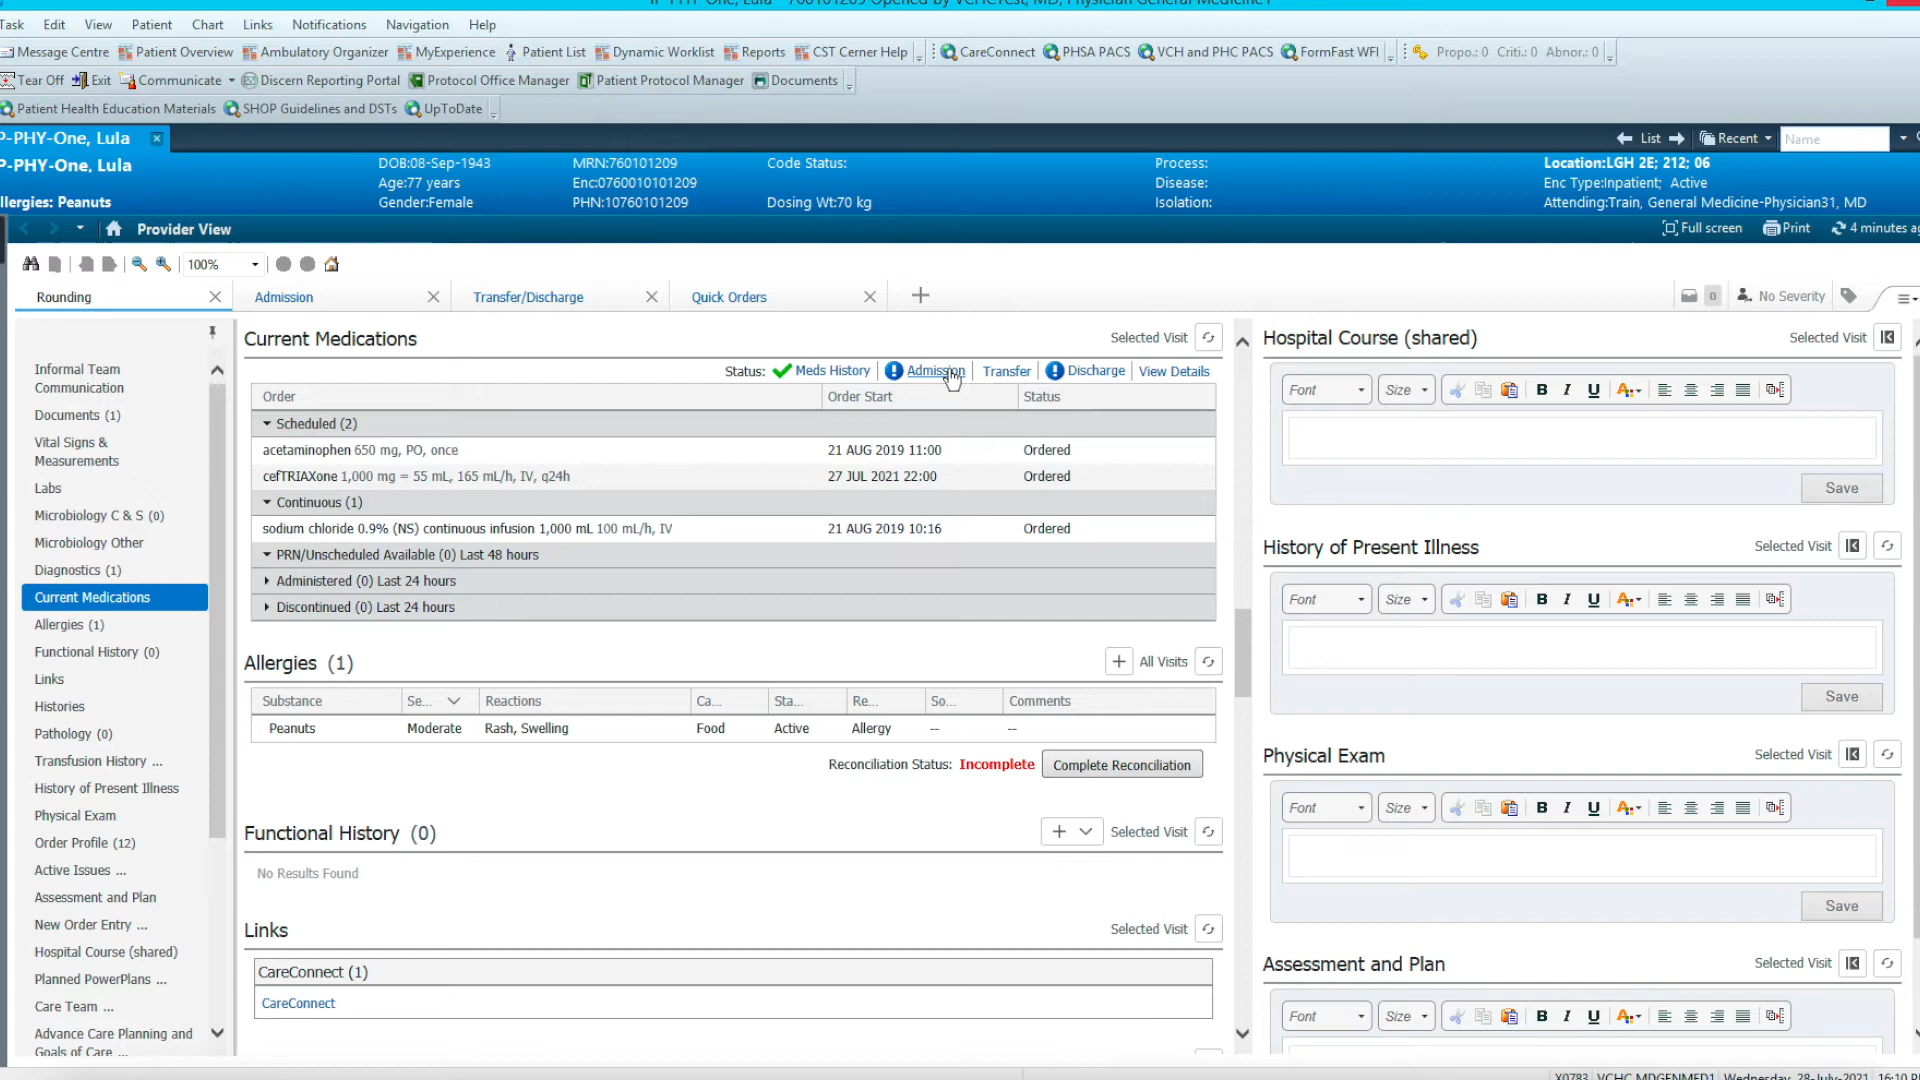 Task Edit View Patient Chart Links Notifications Navigation Help
Message Centre Patient Overview Ambulatory Organizer MyExperience Patient List Dynamic Worklist Reports CST Cerner Help CareConnect PHSA PACS VCH and PHC PACS FormFast WFI Propo.: 0 Criti.: 0 Abnor.: 0
Tear Off Exit Communicate Discern Reporting Portal Protocol Office Manager Patient Protocol Manager Documents
Patient Health Education Materials SHOP Guidelines and DSTs UpToDate
P-PHY-One, Lula List Recent Name
P-PHY-One, Lula DOB:08-Sep-1943 MRN:760101209 Code Status: Process: Location:LGH 2E; 212; 06
Age:77 years Enc:0760010101209 Disease: Enc Type:Inpatient; Active
llergies: Peanuts Gender:Female PHN:10760101209 Dosing Wt:70 kg Isolation: Attending:Train, General Medicine-Physician31, MD
Provider View Full screen Print 4 minutes ag
100%
Rounding Admission Transfer/Discharge Quick Orders 0 No Severity
Informal Team
Communication
Documents (1)
Vital Signs &
Measurements
Labs
Microbiology C & S (0)
Microbiology Other
Diagnostics (1)
Current Medications
Allergies (1)
Functional History (0)
Links
Histories
Pathology (0)
Transfusion History ...
History of Present Illness
Physical Exam
Order Profile (12)
Active Issues ...
Assessment and Plan
New Order Entry ...
Hospital Course (shared)
Planned PowerPlans ...
Care Team ...
Advance Care Planning and
Goals of Care ...
Current Medications Selected Visit
Status: Meds History Admission Transfer Discharge View Details
Order Order Start Status
Scheduled (2)
acetaminophen 650 mg, PO, once 21 AUG 2019 11:00 Ordered
cefTRIAXone 1,000 mg = 55 mL, 165 mL/h, IV, q24h 27 JUL 2021 22:00 Ordered
Continuous (1)
sodium chloride 0.9% (NS) continuous infusion 1,000 mL 100 mL/h, IV 21 AUG 2019 10:16 Ordered
PRN/Unscheduled Available (0) Last 48 hours
Administered (0) Last 24 hours
Discontinued (0) Last 24 hours
Allergies (1) All Visits
Substance Se... Reactions Ca... Sta... Re... So... Comments
Peanuts Moderate Rash, Swelling Food Active Allergy -- --
Reconciliation Status: Incomplete Complete Reconciliation
Functional History (0) Selected Visit
No Results Found
Links Selected Visit
CareConnect (1)
CareConnect
Hospital Course (shared) Selected Visit
Font Size B I U A
Save
History of Present Illness Selected Visit
Font Size B I U A
Save
Physical Exam Selected Visit
Font Size B I U A
Save
Assessment and Plan Selected Visit
Font Size B I U A
X0783 VCHC.MDGENMED1 Wednesday, 28-July-2021 16:10 P